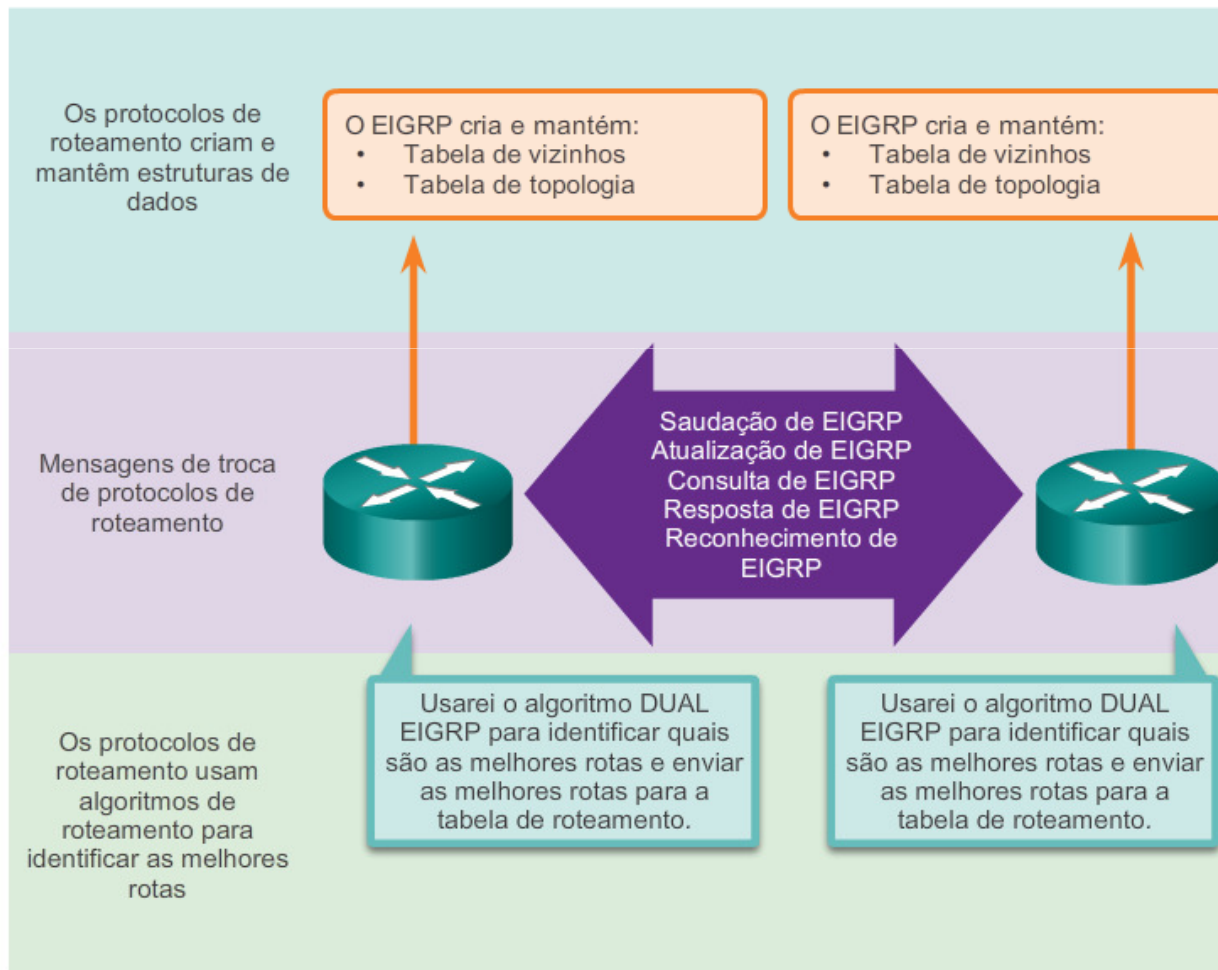 Os protocolos de
roteamento criam e
mantêm estruturas de
dados
O EIGRP cria e mantém:
• Tabela de vizinhos
• Tabela de topologia
O EIGRP cria e mantém:
• Tabela de vizinhos
• Tabela de topologia
Mensagens de troca
de protocolos de
roteamento
Saudação de EIGRP
Atualização de EIGRP
Consulta de EIGRP
Resposta de EIGRP
Reconhecimento de
EIGRP
Os protocolos de
roteamento usam
algoritmos de
roteamento para
identificar as melhores
rotas
Usarei o algoritmo DUAL
EIGRP para identificar quais
são as melhores rotas e enviar
as melhores rotas para a
tabela de roteamento.
Usarei o algoritmo DUAL
EIGRP para identificar quais
são as melhores rotas e enviar
as melhores rotas para a
tabela de roteamento.